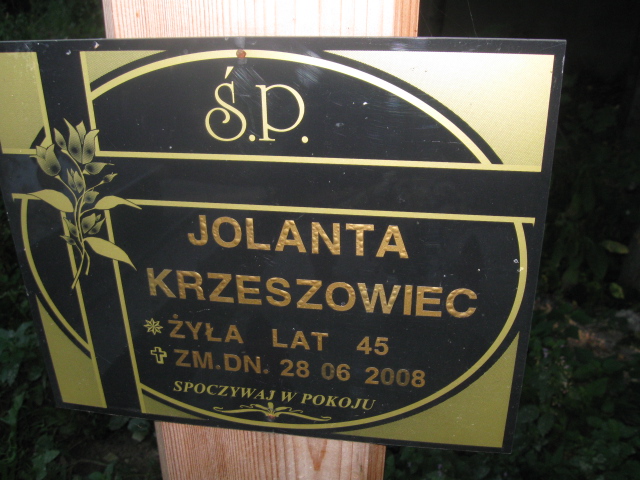 Ś.P.
JOLANTA
KRZESZOWIEC
ŻYŁA LAT 45
ZM.DN. 28 06 2008
SPOCZYWAJ W POKOJU